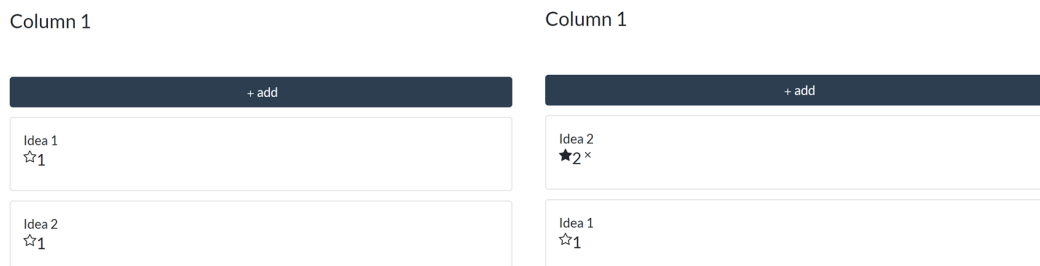 Column 1
+ add
Idea 1
☆1
Idea 2
☆1
Column 1
+ add
Idea 2
★2 ×
Idea 1
☆1